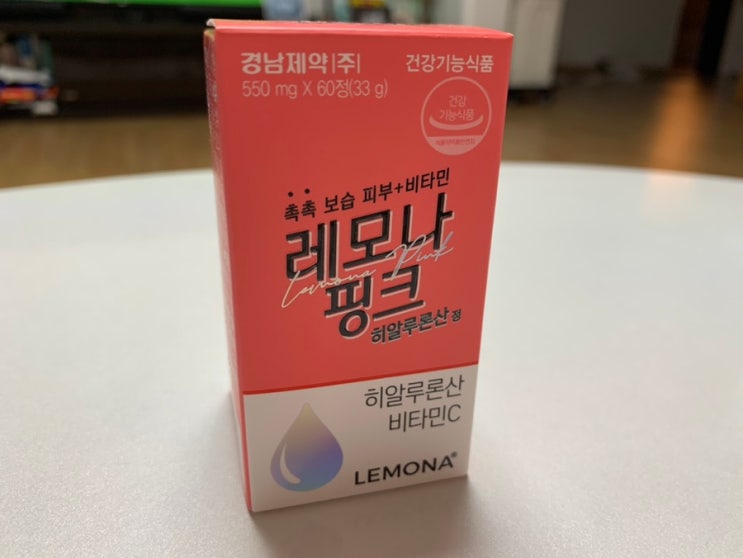 경남제약|주|
건강기능식품
550 mg X 60정(33 g)
건강
기능식품
촉촉 보습 피부+비타민
레모나
Lemona Pink
핑크
히알루론산 정
히알루론산
비타민C
LEMONA®